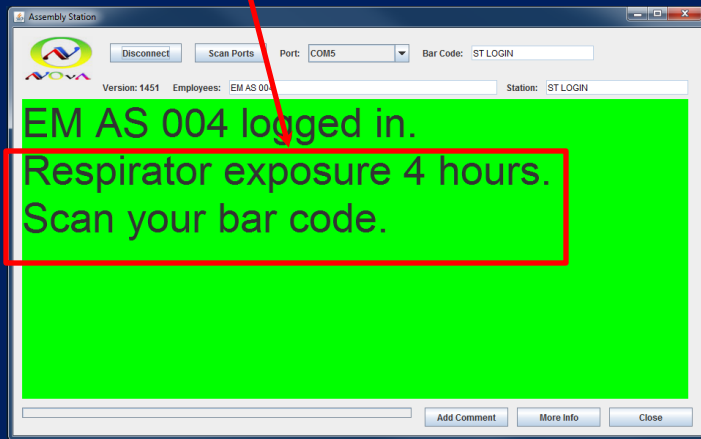 Assembly Station
Disconnect Scan Ports Port: COM5 Bar Code: ST LOGIN
NOVA
Version: 1451 Employees: EM AS 004 Station: ST LOGIN
EM AS 004 logged in.
Respirator exposure 4 hours.
Scan your bar code.
Add Comment More Info Close